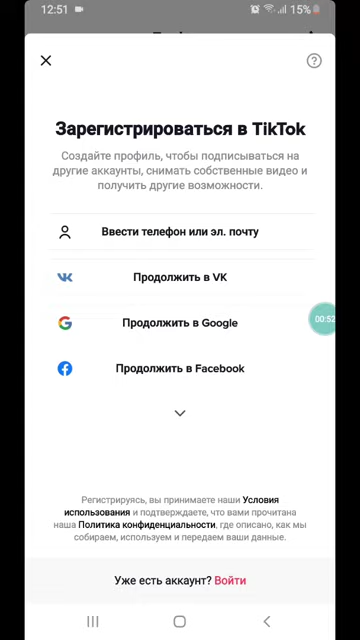 12:51 15%
Зарегистрироваться в TikTok
Создайте профиль, чтобы подписываться на
другие аккаунты, снимать собственные видео и
получить другие возможности.
Ввести телефон или эл. почту
Продолжить в VK
Продолжить в Google
00:52
Продолжить в Facebook
Регистрируясь, вы принимаете наши Условия
использования и подтверждаете, что вами прочитана
наша Политика конфиденциальности, где описано, как мы
собираем, используем и передаем ваши данные.
Уже есть аккаунт? Войти